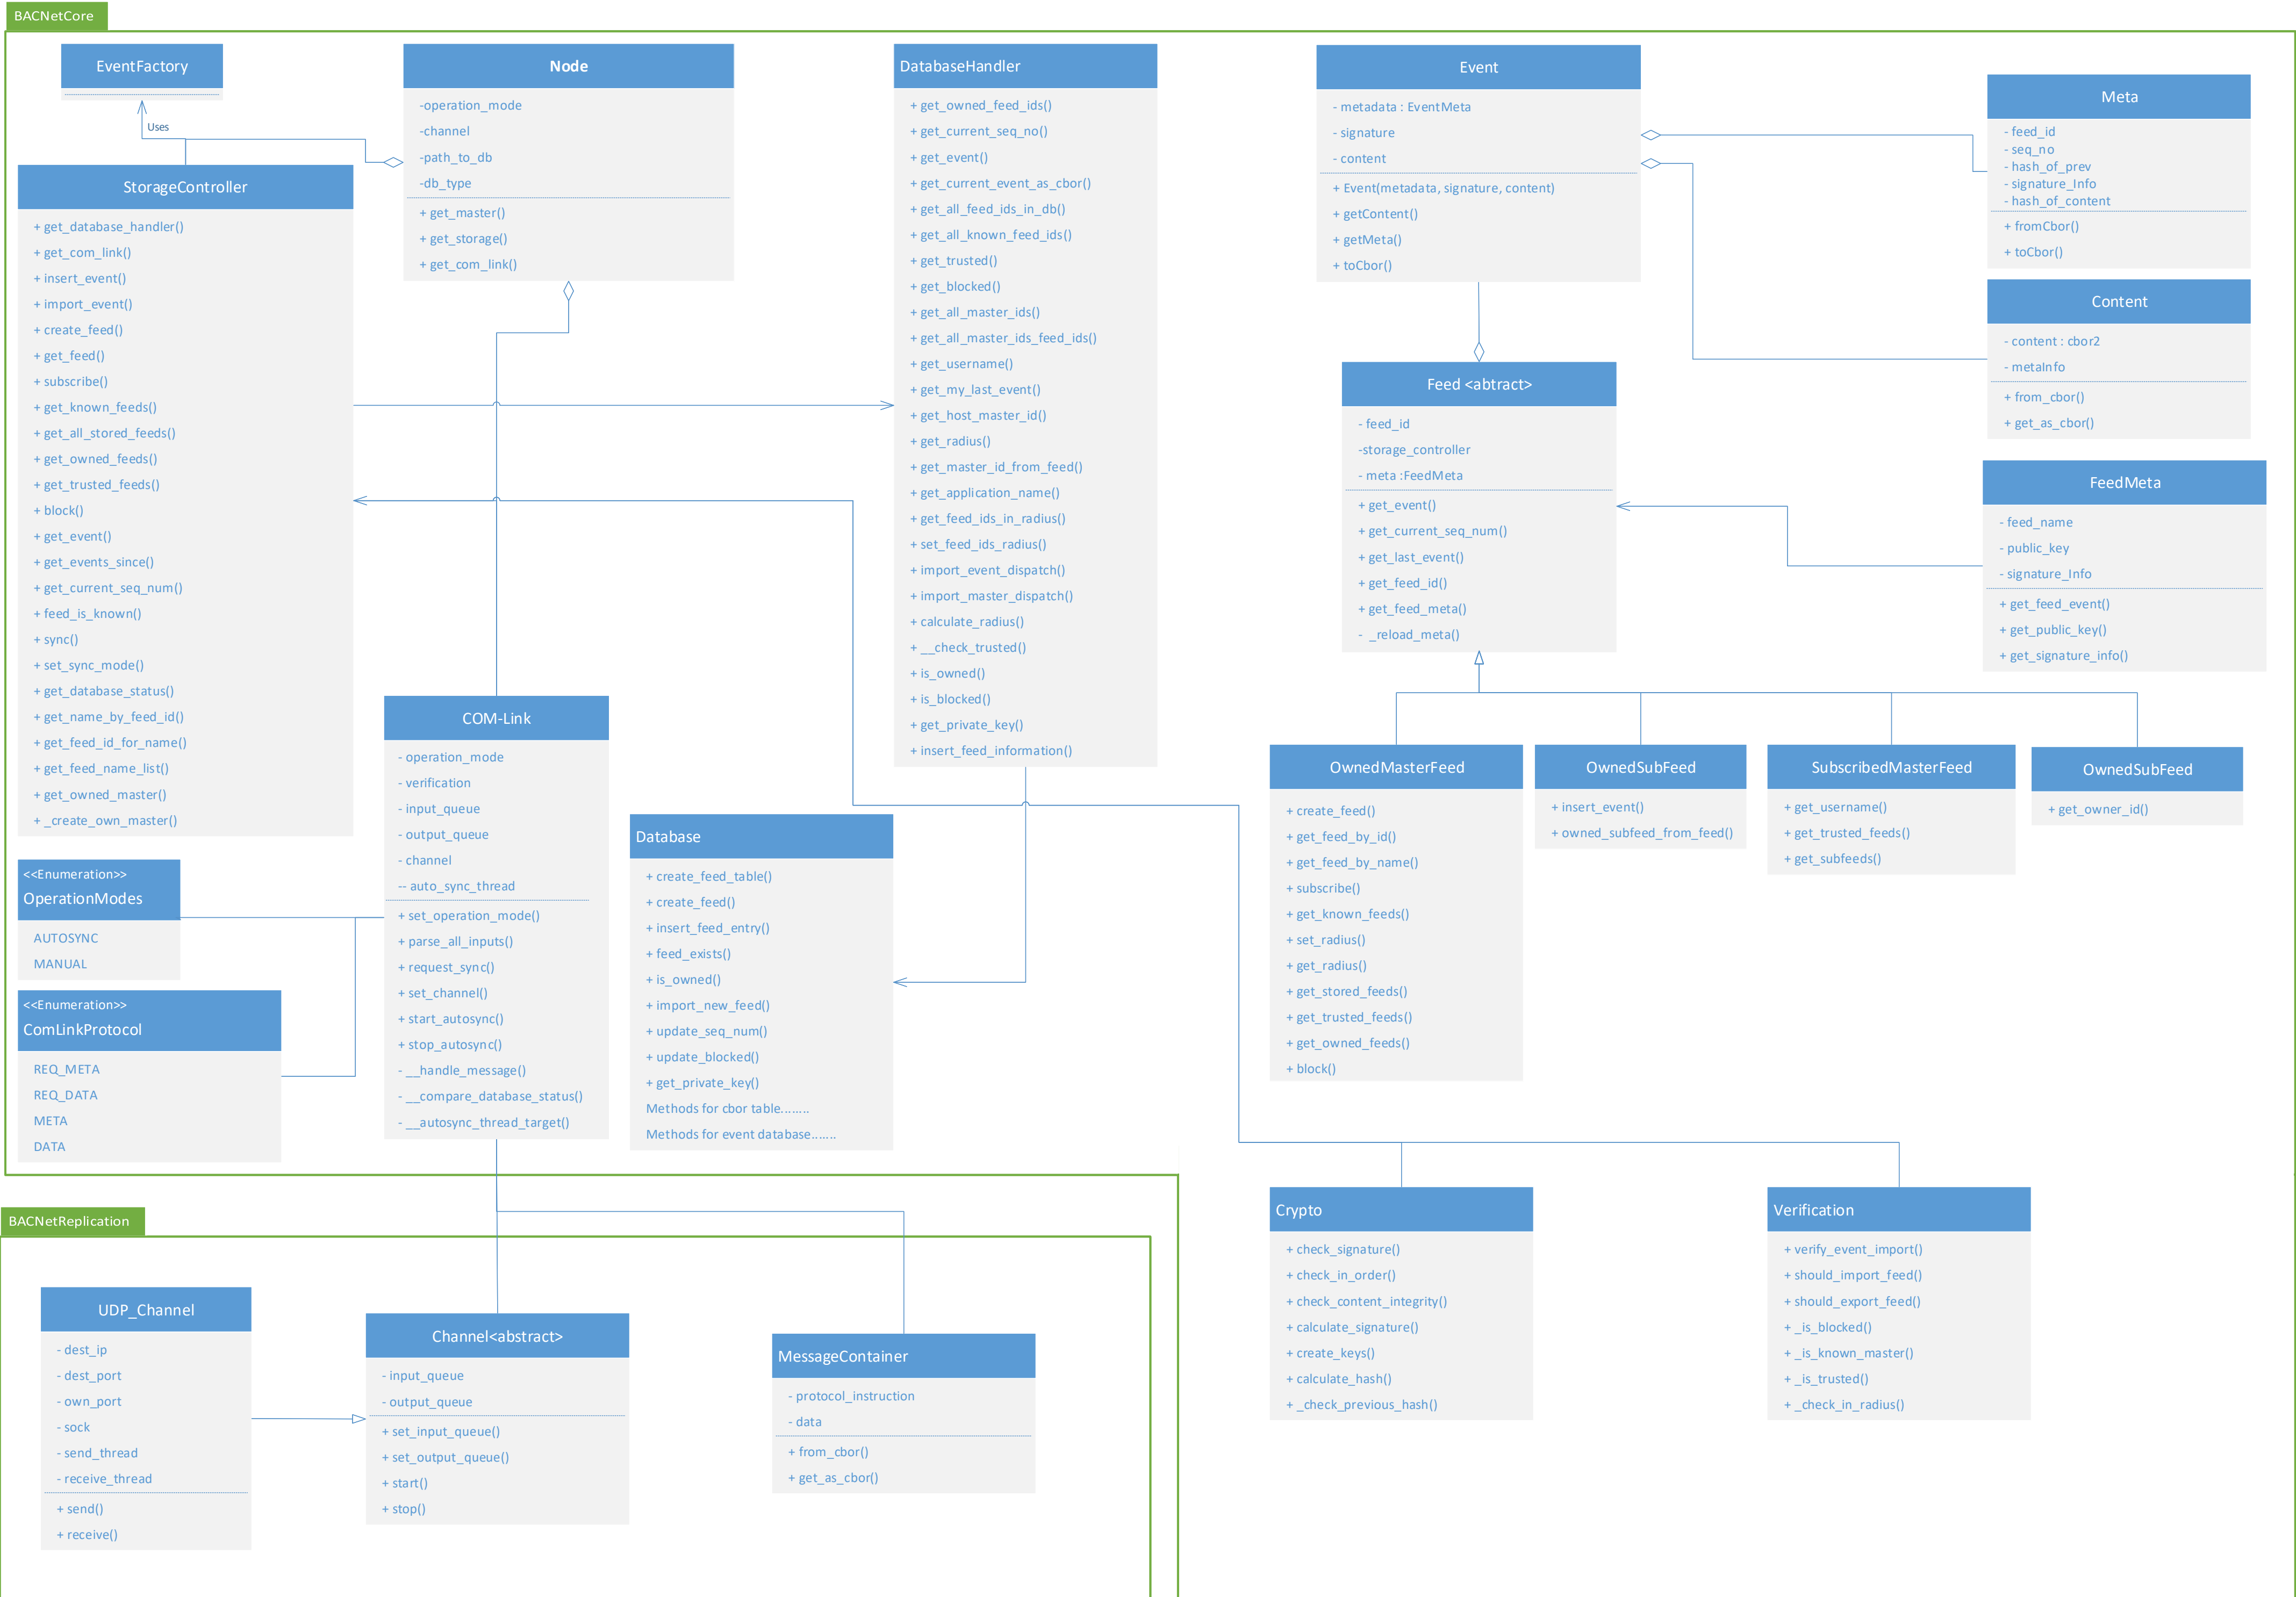 BACNetCore
EventFactory
Uses
Node
-operation_mode
-channel
-path_to_db
-db_type
+ get_master()
+ get_storage()
+ get_com_link()
StorageController
+ get_database_handler()
+ get_com_link()
+ insert_event()
+ import_event()
+ create_feed()
+ get_feed()
+ subscribe()
+ get_known_feeds()
+ get_all_stored_feeds()
+ get_owned_feeds()
+ get_trusted_feeds()
+ block()
+ get_event()
+ get_events_since()
+ get_current_seq_num()
+ feed_is_known()
+ sync()
+ set_sync_mode()
+ get_database_status()
+ get_name_by_feed_id()
+ get_feed_id_for_name()
+ get_feed_name_list()
+ get_owned_master()
+ _create_own_master()
DatabaseHandler
+ get_owned_feed_ids()
+ get_current_seq_no()
+ get_event()
+ get_current_event_as_cbor()
+ get_all_feed_ids_in_db()
+ get_all_known_feed_ids()
+ get_trusted()
+ get_blocked()
+ get_all_master_ids()
+ get_all_master_ids_feed_ids()
+ get_username()
+ get_my_last_event()
+ get_host_master_id()
+ get_radius()
+ get_master_id_from_feed()
+ get_application_name()
+ get_feed_ids_in_radius()
+ set_feed_ids_radius()
+ import_event_dispatch()
+ import_master_dispatch()
+ calculate_radius()
+ __check_trusted()
+ is_owned()
+ is_blocked()
+ get_private_key()
+ insert_feed_information()
Event
- metadata : EventMeta
- signature
- content
+ Event(metadata, signature, content)
+ getContent()
+ getMeta()
+ toCbor()
Meta
- feed_id
- seq_no
- hash_of_prev
- signature_Info
- hash_of_content
+ fromCbor()
+ toCbor()
Content
- content : cbor2
- metaInfo
+ from_cbor()
+ get_as_cbor()
Feed <abtract>
- feed_id
-storage_controller
- meta :FeedMeta
+ get_event()
+ get_current_seq_num()
+ get_last_event()
+ get_feed_id()
+ get_feed_meta()
- _reload_meta()
FeedMeta
- feed_name
- public_key
- signature_Info
+ get_feed_event()
+ get_public_key()
+ get_signature_info()
OwnedMasterFeed
+ create_feed()
+ get_feed_by_id()
+ get_feed_by_name()
+ subscribe()
+ get_known_feeds()
+ set_radius()
+ get_radius()
+ get_stored_feeds()
+ get_trusted_feeds()
+ get_owned_feeds()
+ block()
OwnedSubFeed
+ insert_event()
+ owned_subfeed_from_feed()
SubscribedMasterFeed
+ get_username()
+ get_trusted_feeds()
+ get_subfeeds()
OwnedSubFeed
+ get_owner_id()
COM-Link
- operation_mode
- verification
- input_queue
- output_queue
- channel
-- auto_sync_thread
+ set_operation_mode()
+ parse_all_inputs()
+ request_sync()
+ set_channel()
+ start_autosync()
+ stop_autosync()
- __handle_message()
- __compare_database_status()
- __autosync_thread_target()
Database
+ create_feed_table()
+ create_feed()
+ insert_feed_entry()
+ feed_exists()
+ is_owned()
+ import_new_feed()
+ update_seq_num()
+ update_blocked()
+ get_private_key()
Methods for cbor table........
Methods for event database.......
<<Enumeration>>
OperationModes
AUTOSYNC
MANUAL
<<Enumeration>>
ComLinkProtocol
REQ_META
REQ_DATA
META
DATA
Crypto
+ check_signature()
+ check_in_order()
+ check_content_integrity()
+ calculate_signature()
+ create_keys()
+ calculate_hash()
+ _check_previous_hash()
Verification
+ verify_event_import()
+ should_import_feed()
+ should_export_feed()
+ _is_blocked()
+ _is_known_master()
+ _is_trusted()
+ _check_in_radius()
BACNetReplication
UDP_Channel
- dest_ip
- dest_port
- own_port
- sock
- send_thread
- receive_thread
+ send()
+ receive()
Channel<abstract>
- input_queue
- output_queue
+ set_input_queue()
+ set_output_queue()
+ start()
+ stop()
MessageContainer
- protocol_instruction
- data
+ from_cbor()
+ get_as_cbor()